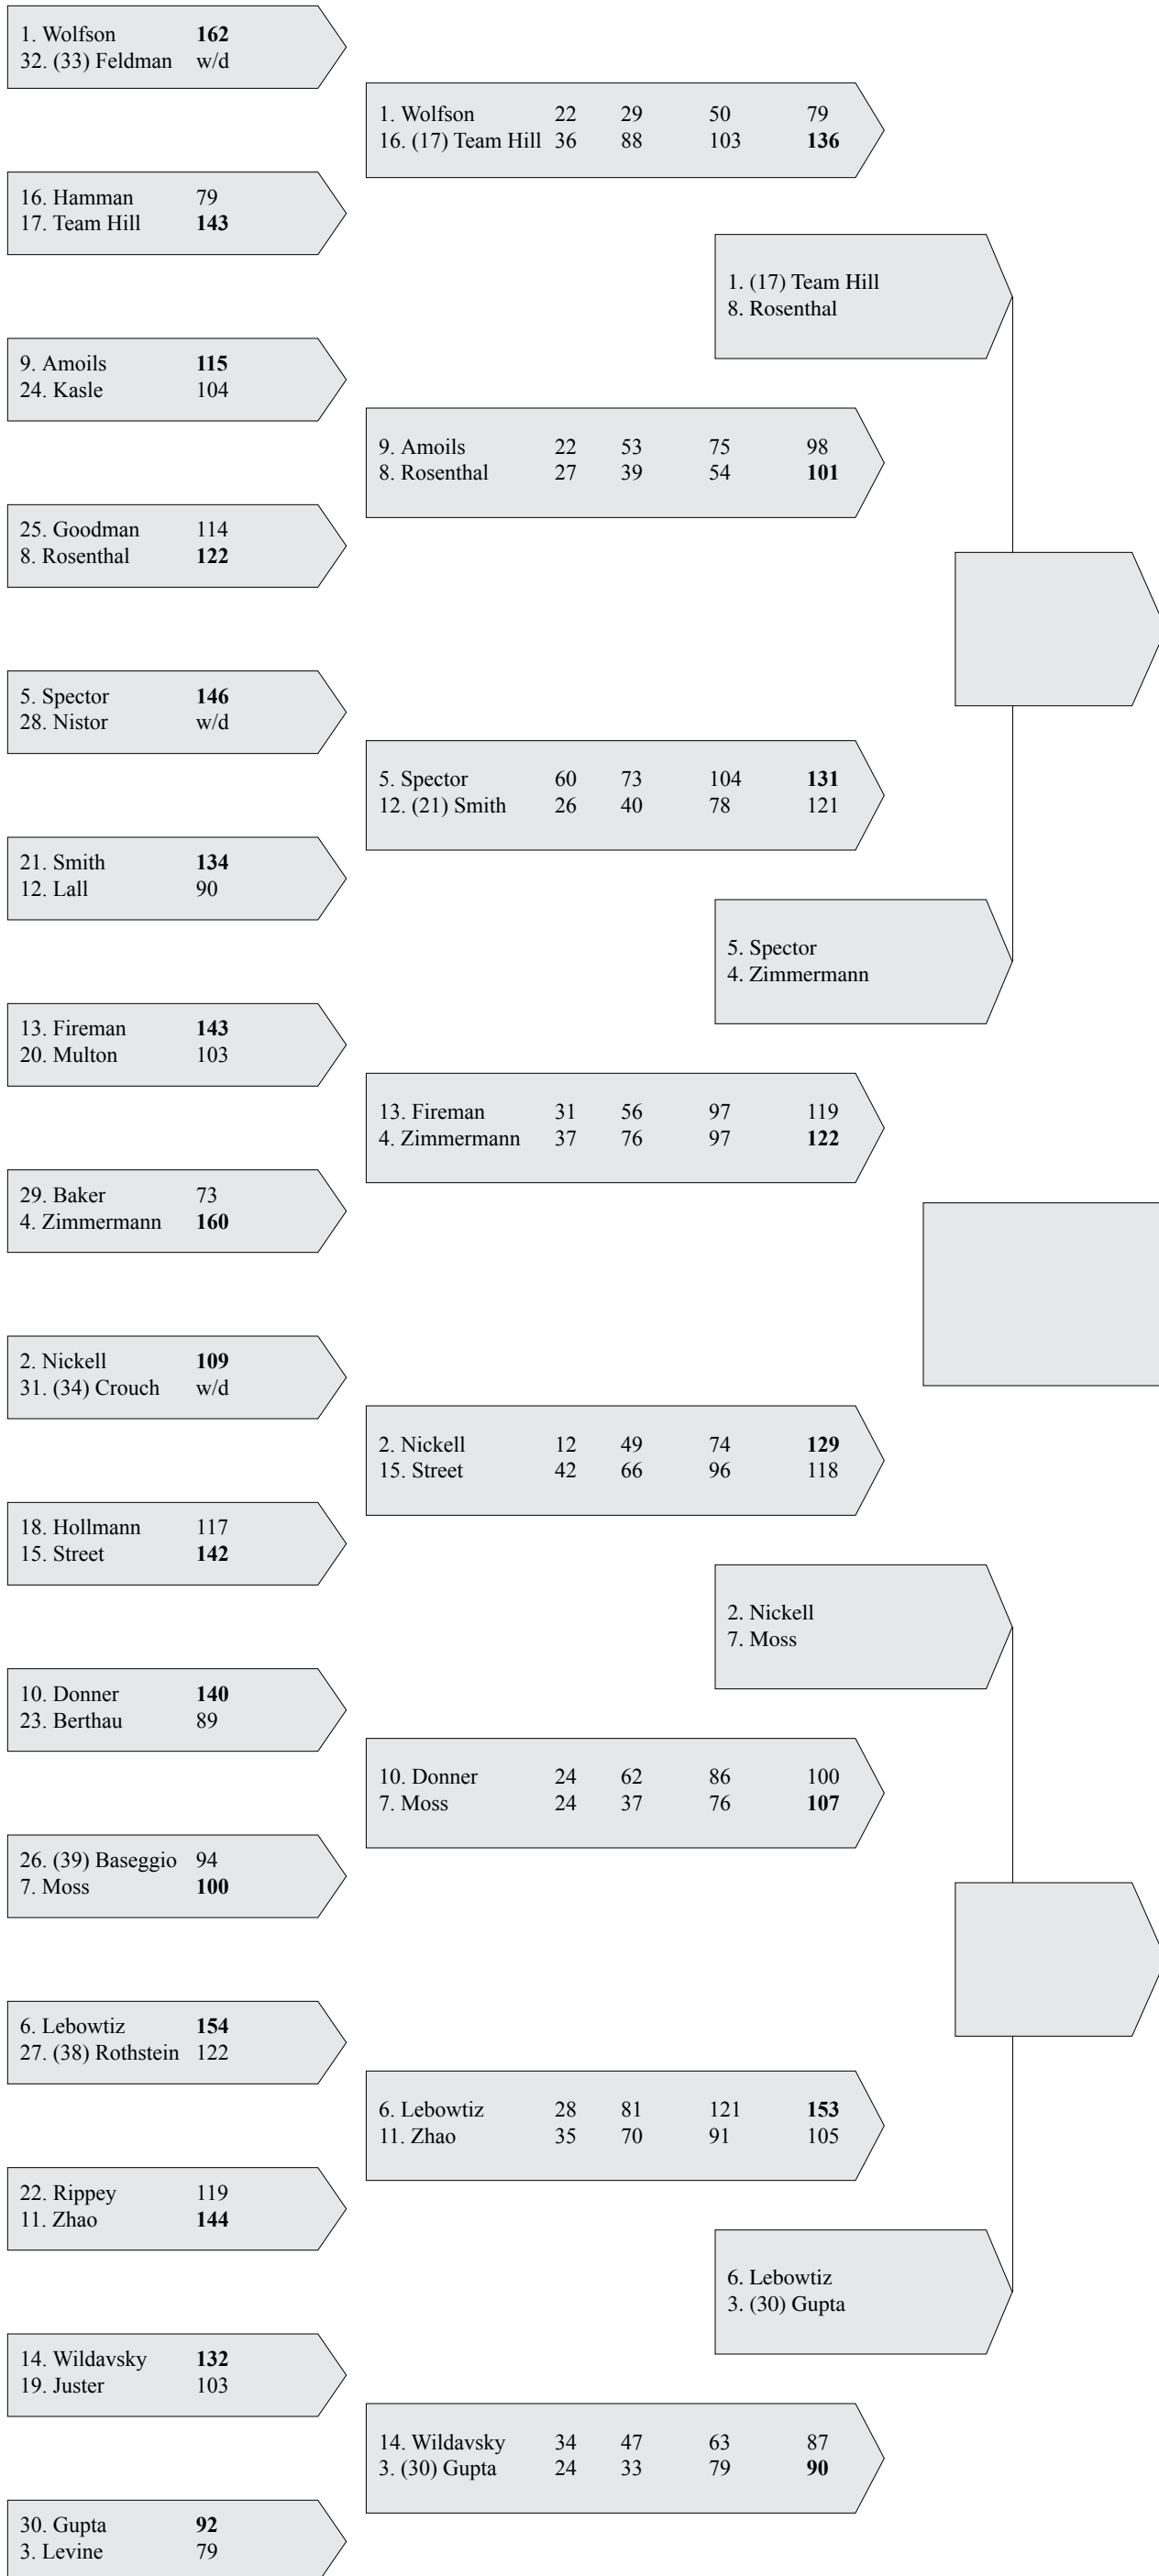 1. Wolfson 162
32. (33) Feldman w/d
1. Wolfson 22 29 50 79
16. (17) Team Hill 36 88 103 136
16. Hamman 79
17. Team Hill 143
1. (17) Team Hill
8. Rosenthal
9. Amoils 115
24. Kasle 104
9. Amoils 22 53 75 98
8. Rosenthal 27 39 54 101
25. Goodman 114
8. Rosenthal 122
5. Spector 146
28. Nistor w/d
5. Spector 60 73 104 131
12. (21) Smith 26 40 78 121
21. Smith 134
12. Lall 90
5. Spector
4. Zimmermann
13. Fireman 143
20. Multon 103
13. Fireman 31 56 97 119
4. Zimmermann 37 76 97 122
29. Baker 73
4. Zimmermann 160
2. Nickell 109
31. (34) Crouch w/d
2. Nickell 12 49 74 129
15. Street 42 66 96 118
18. Hollmann 117
15. Street 142
2. Nickell
7. Moss
10. Donner 140
23. Berthau 89
10. Donner 24 62 86 100
7. Moss 24 37 76 107
26. (39) Baseggio 94
7. Moss 100
6. Lebowtiz 154
27. (38) Rothstein 122
6. Lebowtiz 28 81 121 153
11. Zhao 35 70 91 105
22. Rippey 119
11. Zhao 144
6. Lebowtiz
3. (30) Gupta
14. Wildavsky 132
19. Juster 103
14. Wildavsky 34 47 63 87
3. (30) Gupta 24 33 79 90
30. Gupta 92
3. Levine 79